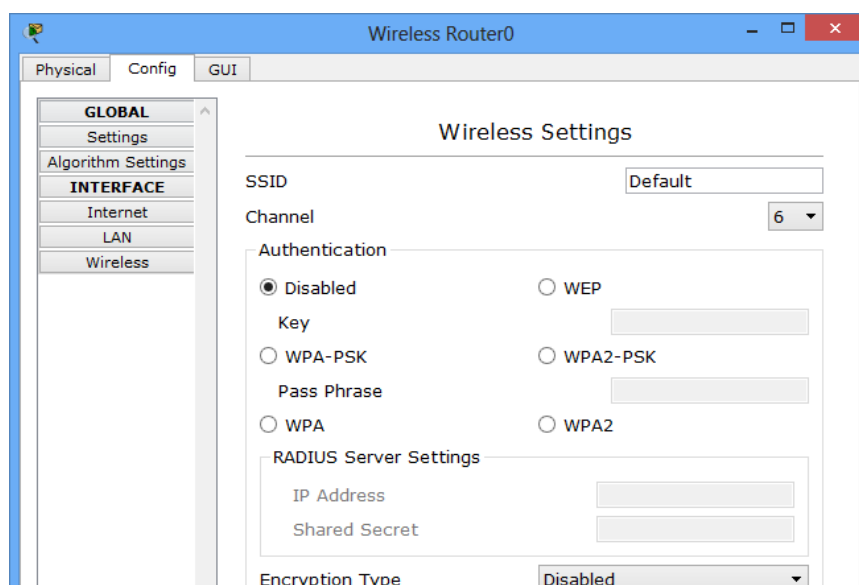 Wireless Router0
Physical Config GUI
GLOBAL
Settings
Algorithm Settings
INTERFACE
Internet
LAN
Wireless
Wireless Settings
SSID Default
Channel 6
Authentication
Disabled WEP
Key
WPA-PSK WPA2-PSK
Pass Phrase
WPA WPA2
RADIUS Server Settings
IP Address
Shared Secret
Encryption Type Disabled